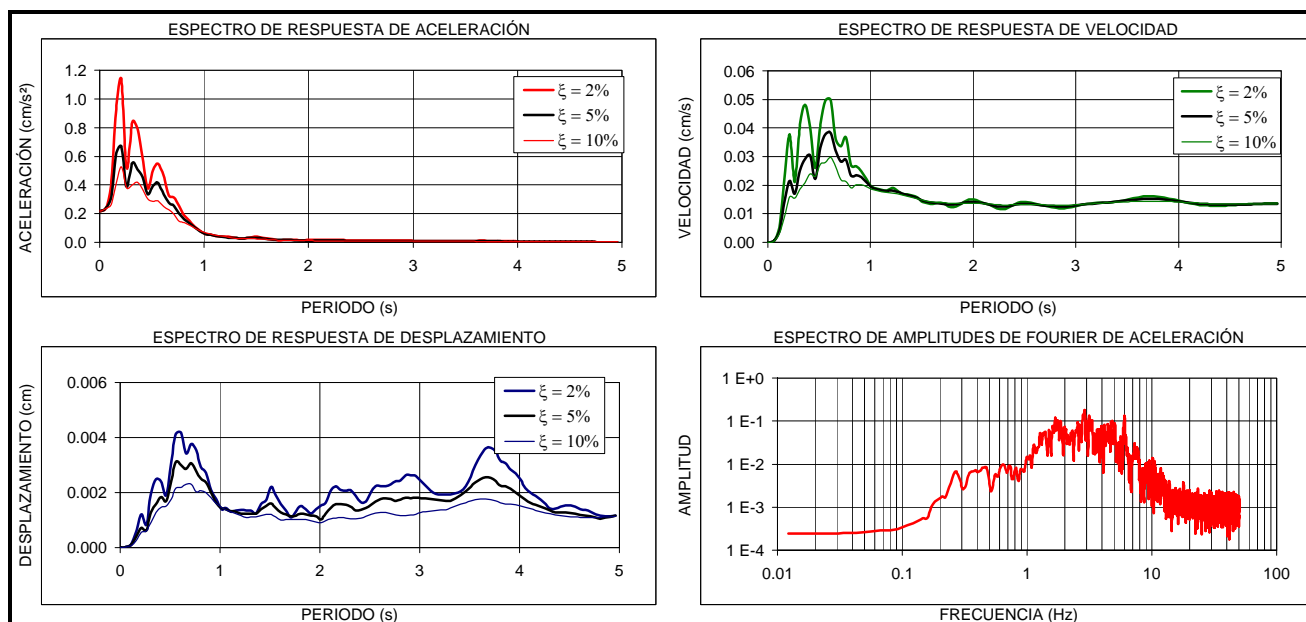 ESPECTRO DE RESPUESTA DE ACELERACIÓN
ACELERACIÓN (cm/s²)
1.2
1.0
0.8
0.6
0.4
0.2
0.0
ξ = 2%
ξ = 5%
ξ = 10%
0 1 2 3 4 5
PERIODO (s)
ESPECTRO DE RESPUESTA DE VELOCIDAD
VELOCIDAD (cm/s)
0.06
0.05
0.04
0.03
0.02
0.01
0.00
ξ = 2%
ξ = 5%
ξ = 10%
0 1 2 3 4 5
PERIODO (s)
ESPECTRO DE RESPUESTA DE DESPLAZAMIENTO
DESPLAZAMIENTO (cm)
0.006
0.004
0.002
0.000
ξ = 2%
ξ = 5%
ξ = 10%
0 1 2 3 4 5
PERIODO (s)
ESPECTRO DE AMPLITUDES DE FOURIER DE ACELERACIÓN
AMPLITUD
1 E+0
1 E-1
1 E-2
1 E-3
1 E-4
0.01 0.1 1 10 100
FRECUENCIA (Hz)